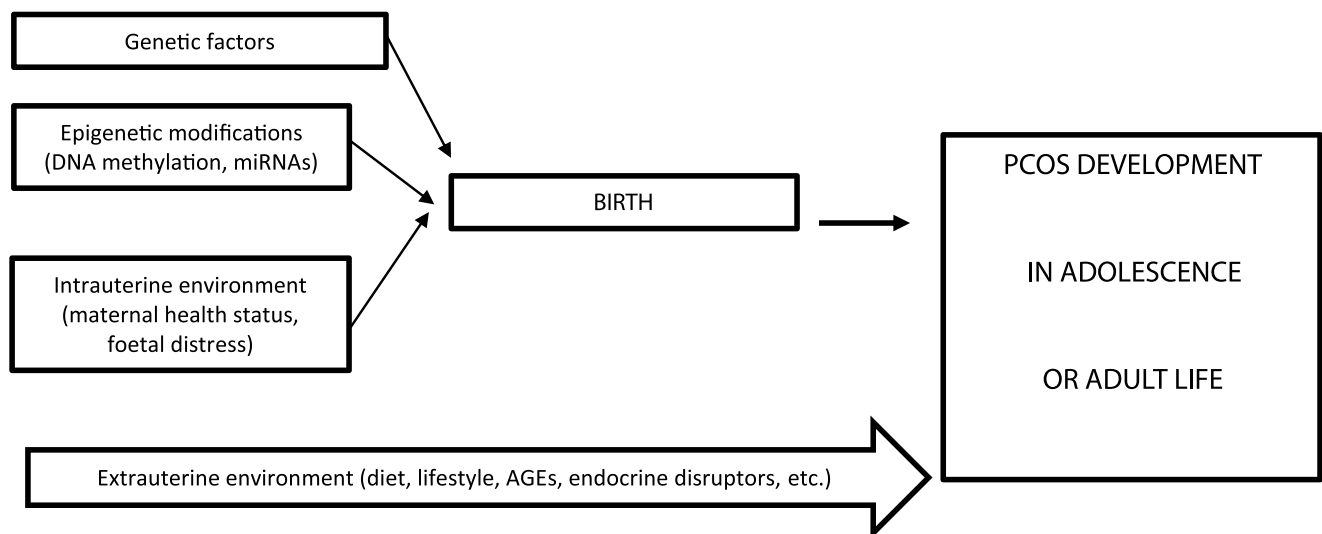 Genetic factors
Epigenetic modifications
(DNA methylation, miRNAs)
Intrauterine environment
(maternal health status,
foetal distress)
BIRTH
PCOS DEVELOPMENT
IN ADOLESCENCE
OR ADULT LIFE
Extrauterine environment (diet, lifestyle, AGEs, endocrine disruptors, etc.)